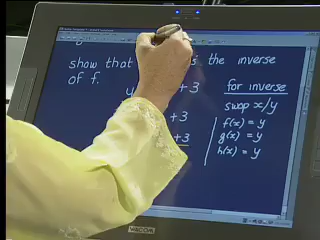 show that s the inverse
of f.
y + 3
for inverse
swap x/y
+ 3
f(x) = y
+ 3
g(x) = y
h(x) = y
WACOM